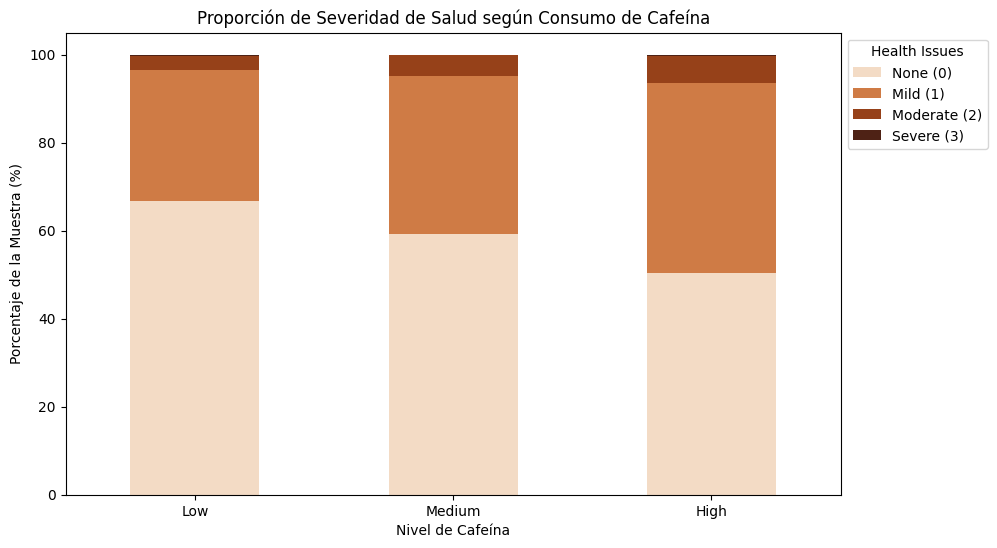 Proporción de Severidad de Salud según Consumo de Cafeína
Health Issues
None (0)
Mild (1)
Moderate (2)
Severe (3)
Porcentaje de la Muestra (%)
100
80
60
40
20
0
Low
Medium
High
Nivel de Cafeína